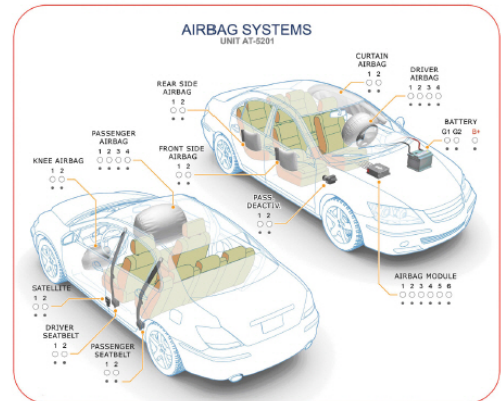 AIRBAG SYSTEMS
UNIT AT-5201
CURTAIN
AIRBAG
1 2
DRIVER
AIRBAG
1 2 3 4
REAR SIDE
AIRBAG
1 2
BATTERY
G1 G2 B+
PASSENGER
AIRBAG
1 2 3 4
FRONT SIDE
AIRBAG
1 2
KNEE AIRBAG
1 2
PASS
DEACTIV.
1 2
AIRBAG MODULE
1 2 3 4 5 6
SATELLITE
1 2
DRIVER
SEATBELT
1 2
PASSENGER
SEATBELT
1 2